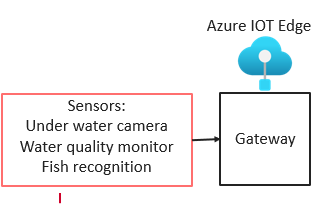 Azure IOT Edge
Sensors:
Under water camera
Water quality monitor
Fish recognition
Gateway